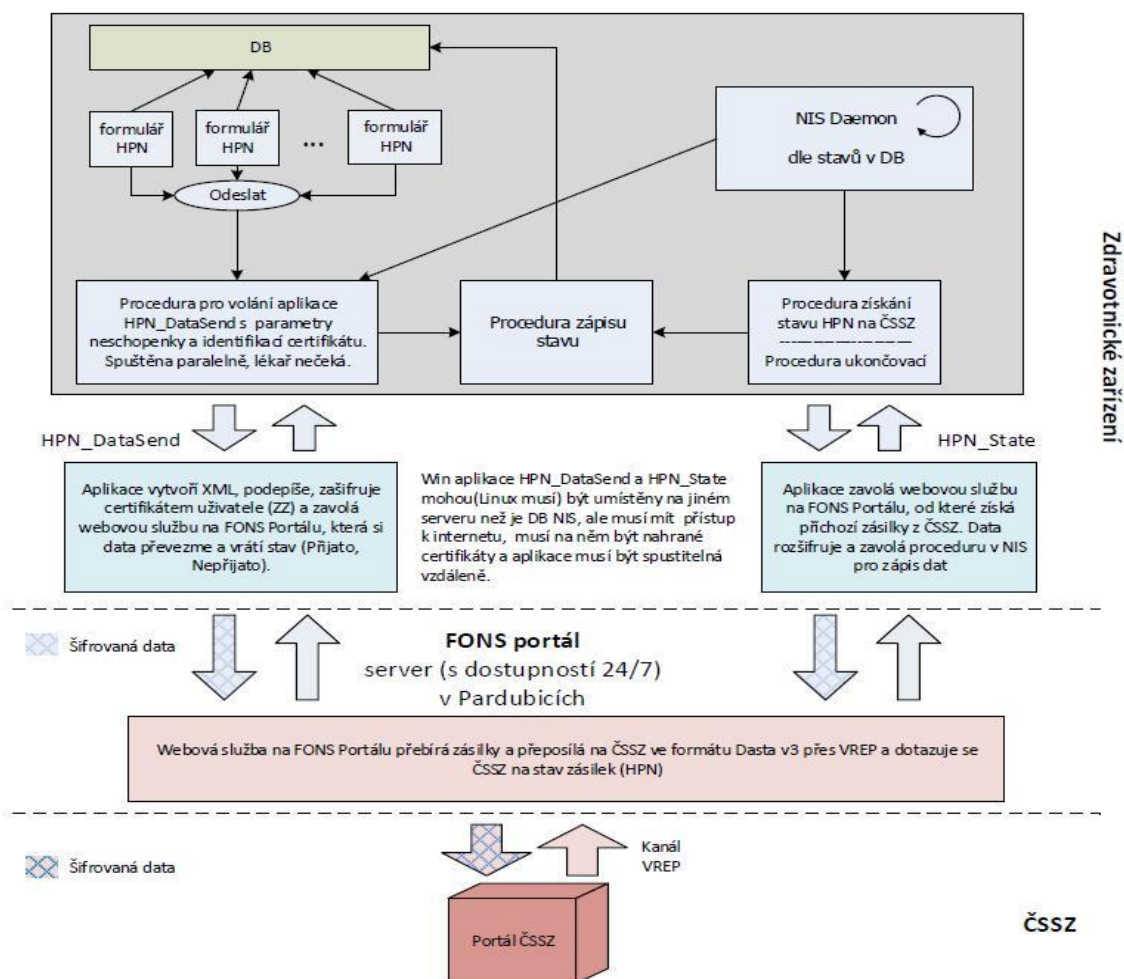 DB
formulář
HPN
formulář
HPN
...
formulář
HPN
Odeslat
NIS Daemon
dle stavů v DB
Procedura pro volání aplikace
HPN_DataSend s parametry
neschopenky a identifikací certifikátu.
Spuštěna paralelně, lékař nečeká.
Procedura zápisu
stavu
Procedura získání
stavu HPN na ČSSZ
------------------------
Procedura ukončovací
Zdravotnické zařízení
HPN_DataSend
HPN_State
Aplikace vytvoří XML, podepíše, zašifruje
certifikátem uživatele (ZZ) a zavolá
webovou službu na FONS Portálu, která si
data převezme a vrátí stav (Přijato,
Nepřijato).
Win aplikace HPN_DataSend a HPN_State
mohou(Linux musí) být umístěny na jiném
serveru než je DB NIS, ale musí mít přístup
k internetu, musí na něm být nahrané
certifikáty a aplikace musí být spustitelná
vzdáleně.
Aplikace zavolá webovou službu
na FONS Portálu, od které získá
příchozí zásilky z ČSSZ. Data
rozšifruje a zavolá proceduru v NIS
pro zápis dat
Šifrovaná data
FONS portál
server (s dostupností 24/7)
v Pardubicích
Webová služba na FONS Portálu přebírá zásilky a přeposílá na ČSSZ ve formátu Dasta v3 přes VREP a dotazuje se
ČSSZ na stav zásilek (HPN)
Šifrovaná data
Kanál
VREP
Portál ČSSZ
ČSSZ